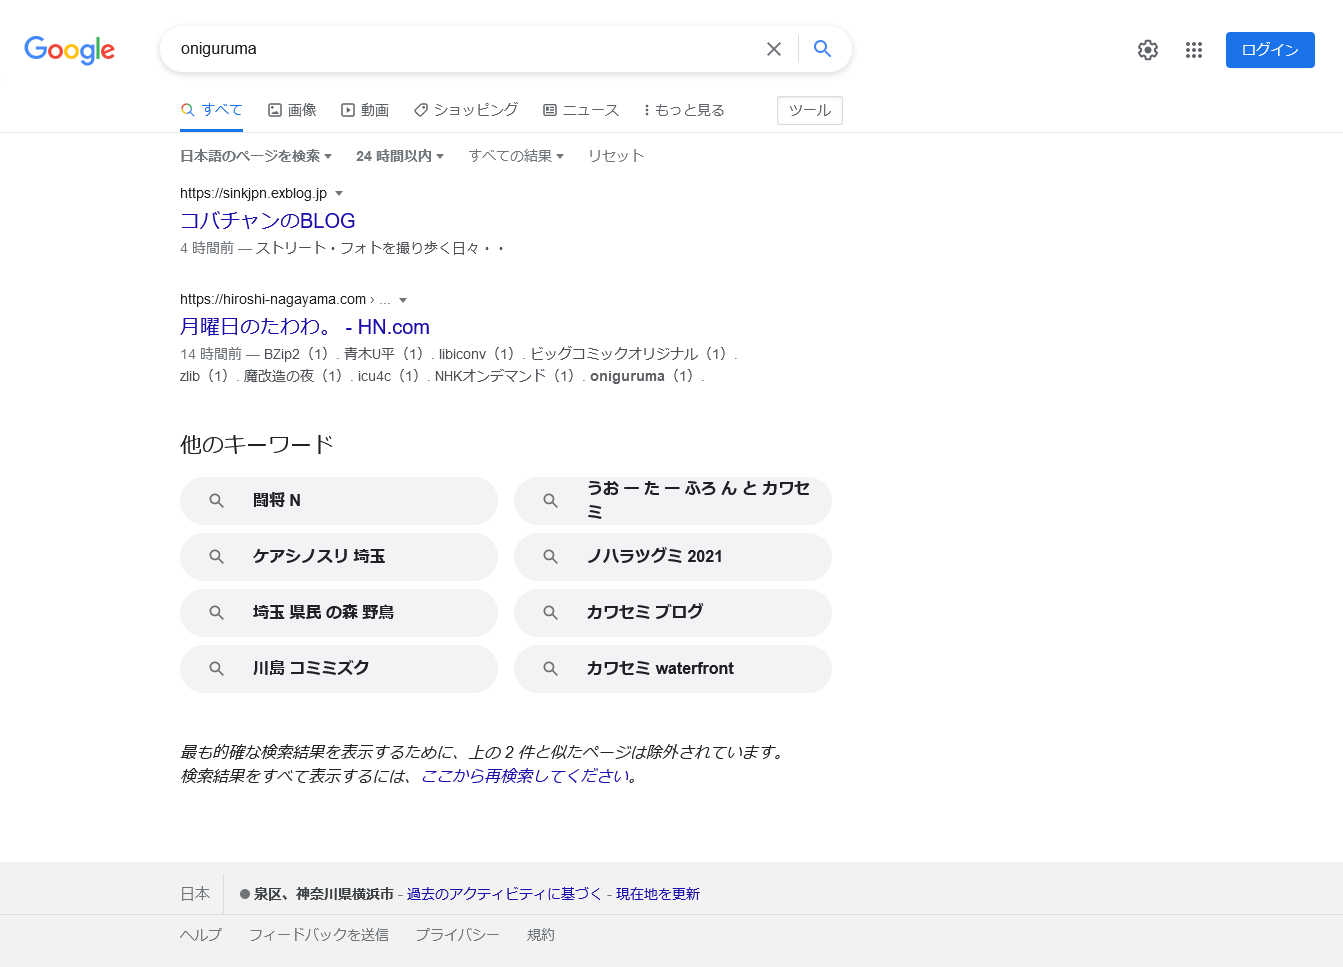 Google
oniguruma
ログイン
すべて 画像 動画 ショッピング ニュース もっと見る ツール
日本語のページを検索 24 時間以内 すべての結果 リセット
https://sinkjpn.exblog.jp
コバチャンのBLOG
4 時間前 — ストリート・フォトを撮り歩く日々・・
https://hiroshi-nagayama.com › ...
月曜日のたわわ。 - HN.com
14 時間前 — BZip2（1）. 青木U平（1）. libiconv（1）. ビッグコミックオリジナル（1）.
zlib（1）. 魔改造の夜（1）. icu4c（1）. NHKオンデマンド（1）. oniguruma（1）.
他のキーワード
闘将 N
うお ー た ー ふろ ん と カワセ
ミ
ケアシノスリ 埼玉
ノハラツグミ 2021
埼玉 県民 の森 野鳥
カワセミ ブログ
川島 コミミズク
カワセミ waterfront
最も的確な検索結果を表示するために、上の 2 件と似たページは除外されています。
検索結果をすべて表示するには、ここから再検索してください。
日本 泉区、神奈川県横浜市 - 過去のアクティビティに基づく - 現在地を更新
ヘルプ フィードバックを送信 プライバシー 規約